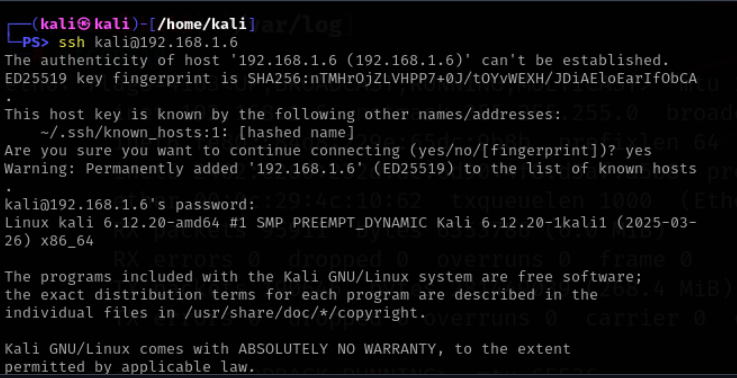 ┌──(kali㉿kali)-[/home/kali]
└─PS> ssh kali@192.168.1.6
The authenticity of host '192.168.1.6 (192.168.1.6)' can't be established.
ED25519 key fingerprint is SHA256:nTMHrOjZLVHPP7+0J/tOYvWEXH/JDiAEloEarIfObCA
.
This host key is known by the following other names/addresses:
    ~/.ssh/known_hosts:1: [hashed name]
Are you sure you want to continue connecting (yes/no/[fingerprint])? yes
Warning: Permanently added '192.168.1.6' (ED25519) to the list of known hosts
.
kali@192.168.1.6's password:
Linux kali 6.12.20-amd64 #1 SMP PREEMPT_DYNAMIC Kali 6.12.20-1kali1 (2025-03-
26) x86_64

The programs included with the Kali GNU/Linux system are free software;
the exact distribution terms for each program are described in the
individual files in /usr/share/doc/*/copyright.

Kali GNU/Linux comes with ABSOLUTELY NO WARRANTY, to the extent
permitted by applicable law.